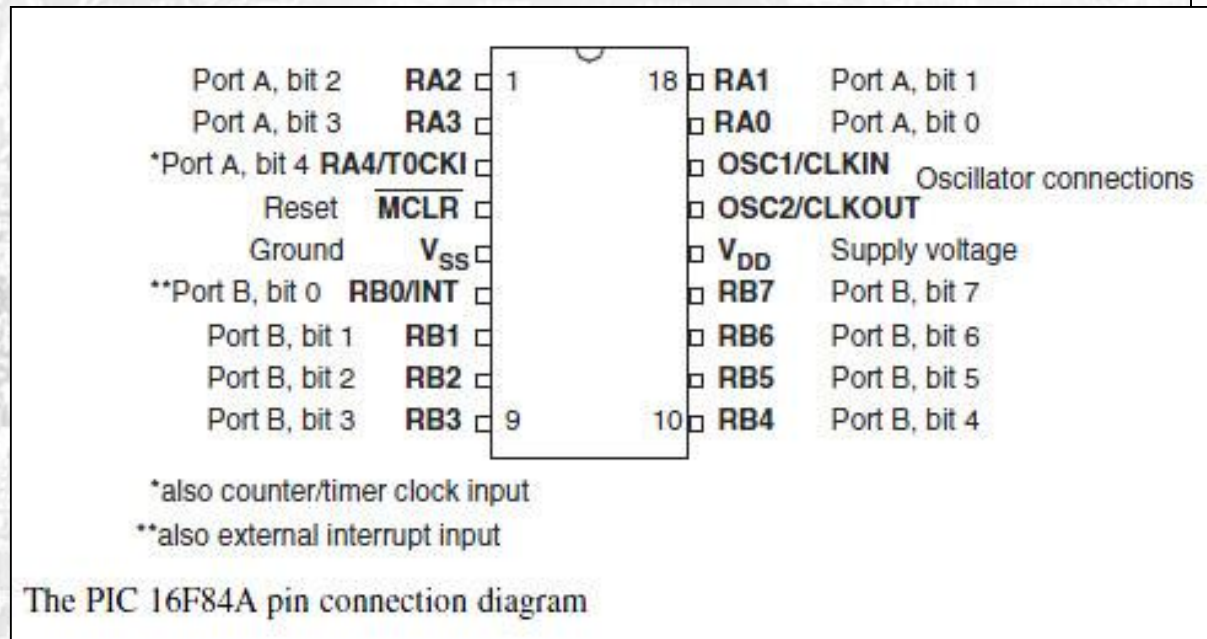 Port A, bit 2 RA2 1 18 RA1 Port A, bit 1
Port A, bit 3 RA3 RA0 Port A, bit 0
*Port A, bit 4 RA4/T0CKI OSC1/CLKIN Oscillator connections
Reset MCLR OSC2/CLKOUT
Ground VSS VDD Supply voltage
**Port B, bit 0 RB0/INT RB7 Port B, bit 7
Port B, bit 1 RB1 RB6 Port B, bit 6
Port B, bit 2 RB2 RB5 Port B, bit 5
Port B, bit 3 RB3 9 10 RB4 Port B, bit 4
*also counter/timer clock input
**also external interrupt input
The PIC 16F84A pin connection diagram